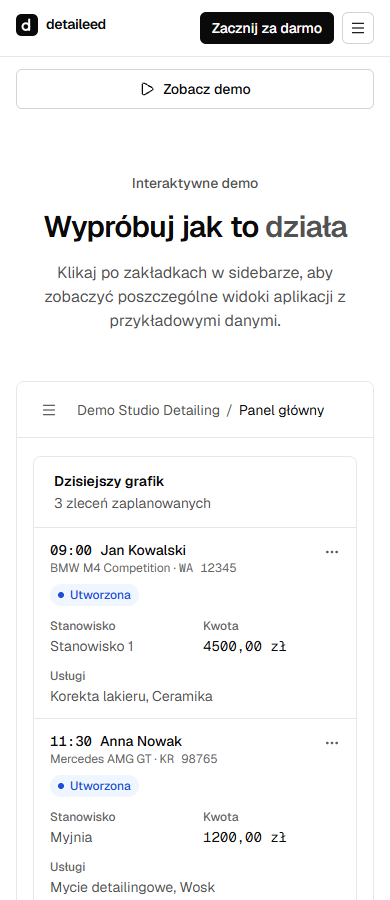 d detaileed
Zacznij za darmo
Zobacz demo
Interaktywne demo
Wypróbuj jak to działa
Klikaj po zakładkach w sidebarze, aby
zobaczyć poszczególne widoki aplikacji z
przykładowymi danymi.
Demo Studio Detailing / Panel główny
Dzisiejszy grafik
3 zleceń zaplanowanych
09:00 Jan Kowalski
BMW M4 Competition · WA 12345
Utworzona
Stanowisko Kwota
Stanowisko 1 4500,00 zł
Usługi
Korekta lakieru, Ceramika
11:30 Anna Nowak
Mercedes AMG GT · KR 98765
Utworzona
Stanowisko Kwota
Myjnia 1200,00 zł
Usługi
Mycie detailingowe, Wosk